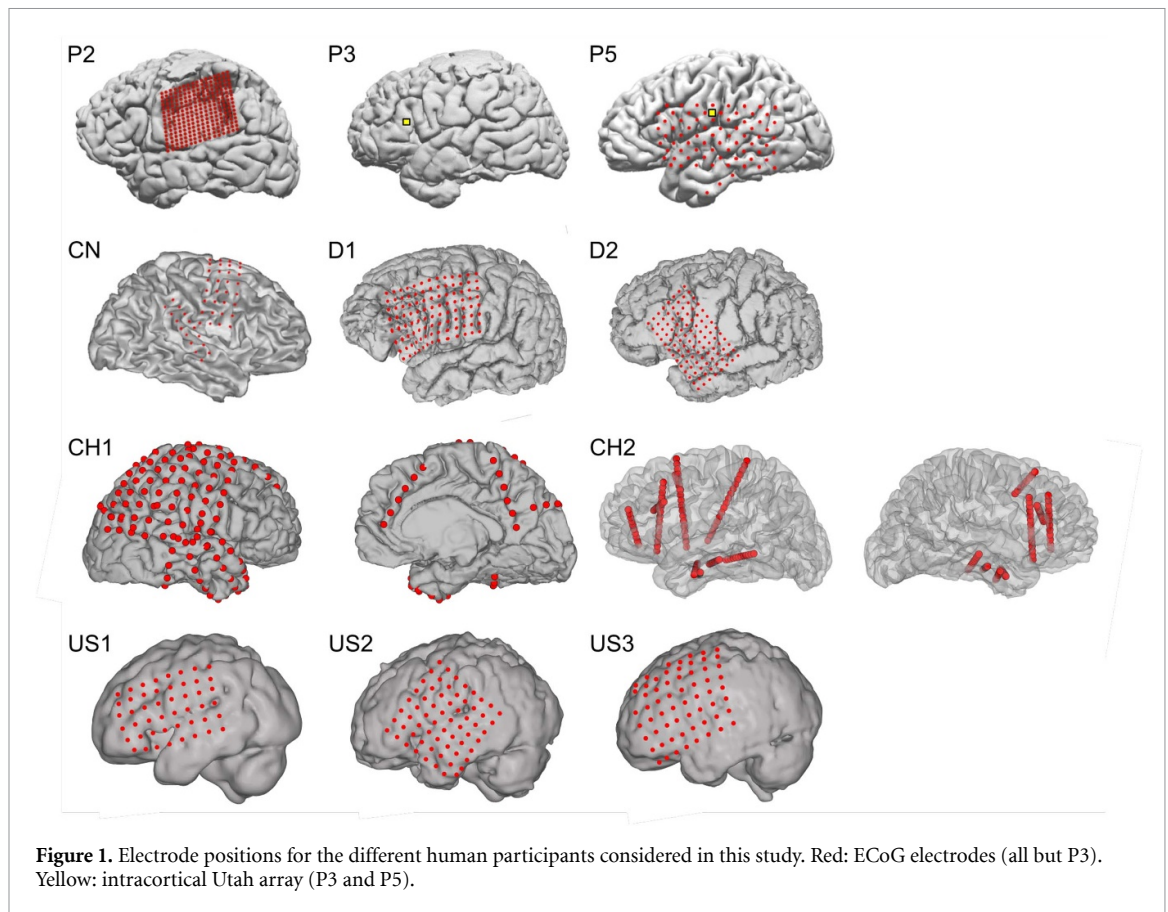 P2
P3
P5
CN
D1
D2
CH1
CH2
US1
US2
US3
Figure 1. Electrode positions for the different human participants considered in this study. Red: ECoG electrodes (all but P3).
Yellow: intracortical Utah array (P3 and P5).